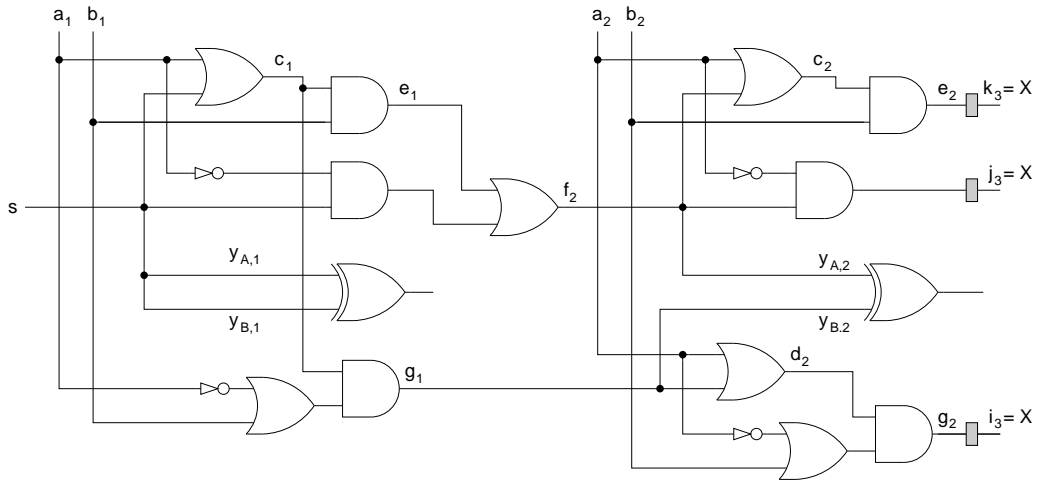 a1 b1 a2 b2
c1 c2
e1 e2 k3= X
j3= X
s f2
yA,1 yA,2
yB,1 yB.2
d2
g1
g2 i3= X